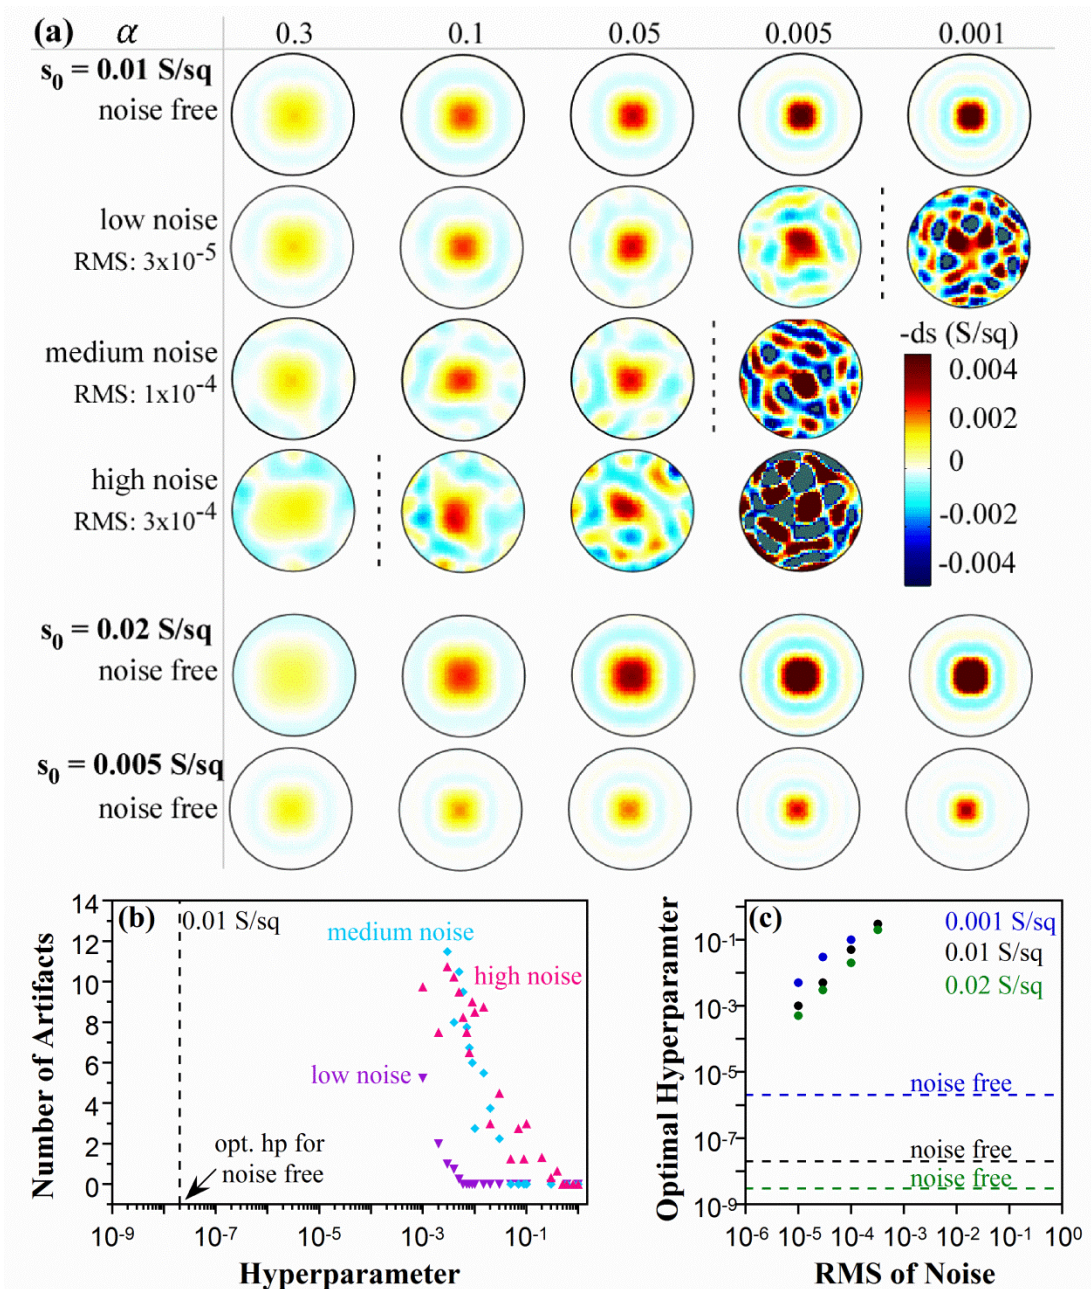 (a) α 0.3 0.1 0.05 0.005 0.001
s₀ = 0.01 S/sq
noise free
low noise
RMS: 3x10⁻⁵
medium noise
RMS: 1x10⁻⁴
-ds (S/sq)
0.004
0.002
0
-0.002
-0.004
high noise
RMS: 3x10⁻⁴
s₀ = 0.02 S/sq
noise free
s₀ = 0.005 S/sq
noise free
(b)
0.01 S/sq
medium noise
high noise
low noise
opt. hp for
noise free
Number of Artifacts
14
12
10
8
6
4
2
0
10⁻⁹ 10⁻⁷ 10⁻⁵ 10⁻³ 10⁻¹
Hyperparameter
(c)
0.001 S/sq
0.01 S/sq
0.02 S/sq
noise free
noise free
noise free
Optimal Hyperparamter
10⁻¹
10⁻³
10⁻⁵
10⁻⁷
10⁻⁹
10⁻⁶ 10⁻⁵ 10⁻⁴ 10⁻³ 10⁻² 10⁻¹ 10⁰
RMS of Noise